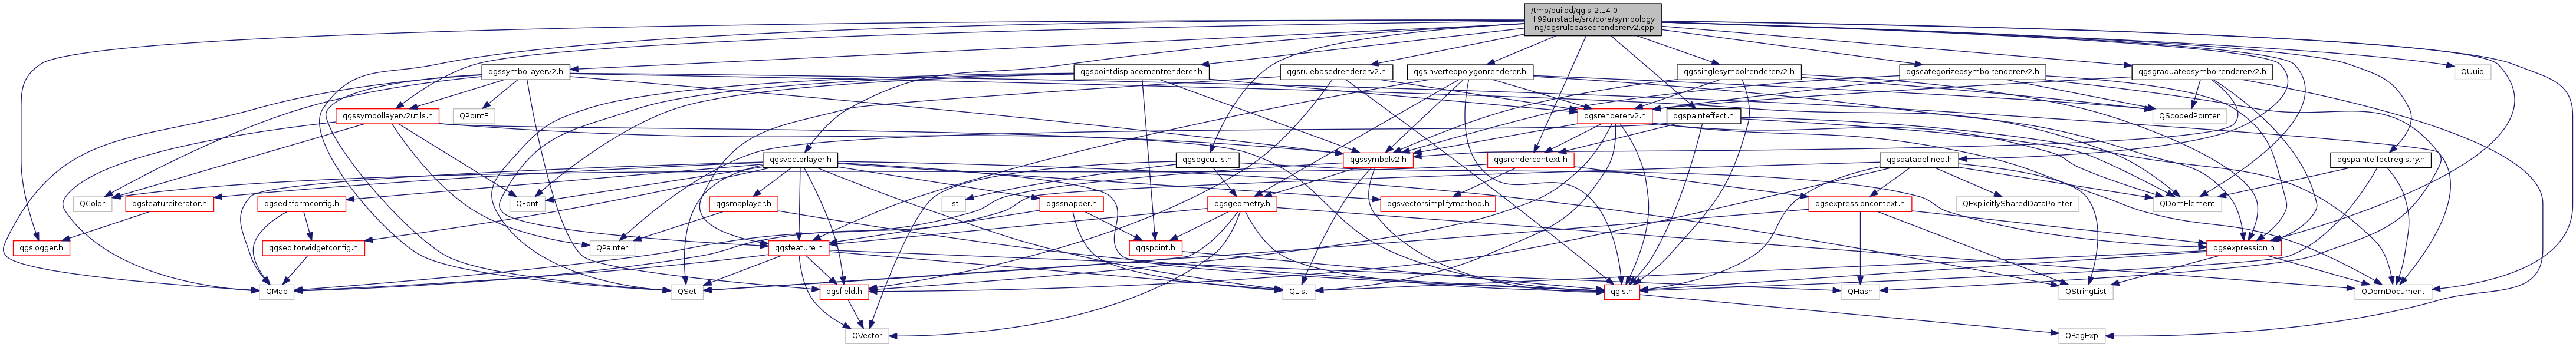 /tmp/buildd/qgis-2.14.0
+99unstable/src/core/symbology
-ng/qgsrulebasedrendererv2.cpp
qgssymbollayerv2.h
qgspointdisplacementrenderer.h
qgsrulebasedrendererv2.h
qgsinvertedpolygonrenderer.h
qgssinglesymbolrendererv2.h
qgscategorizedsymbolrendererv2.h
qgsgraduatedsymbolrendererv2.h
QUuid
qgssymbollayerv2utils.h
QPointF
qgsrendererv2.h
qgspainteffect.h
QScopedPointer
qgsvectorlayer.h
qgsogcutils.h
qgssymbolv2.h
qgsrendercontext.h
qgsdatadefined.h
qgspainteffectregistry.h
QColor
qgsfeatureiterator.h
qgseditformconfig.h
QFont
qgsmaplayer.h
qgssnapper.h
list
qgsgeometry.h
qgsvectorsimplifymethod.h
qgsexpressioncontext.h
QExplicitlySharedDataPointer
QDomElement
qgslogger.h
qgseditorwidgetconfig.h
QPainter
qgsfeature.h
qgspoint.h
qgsexpression.h
QMap
QSet
qgsfield.h
QList
qgis.h
QHash
QStringList
QDomDocument
QVector
QRegExp